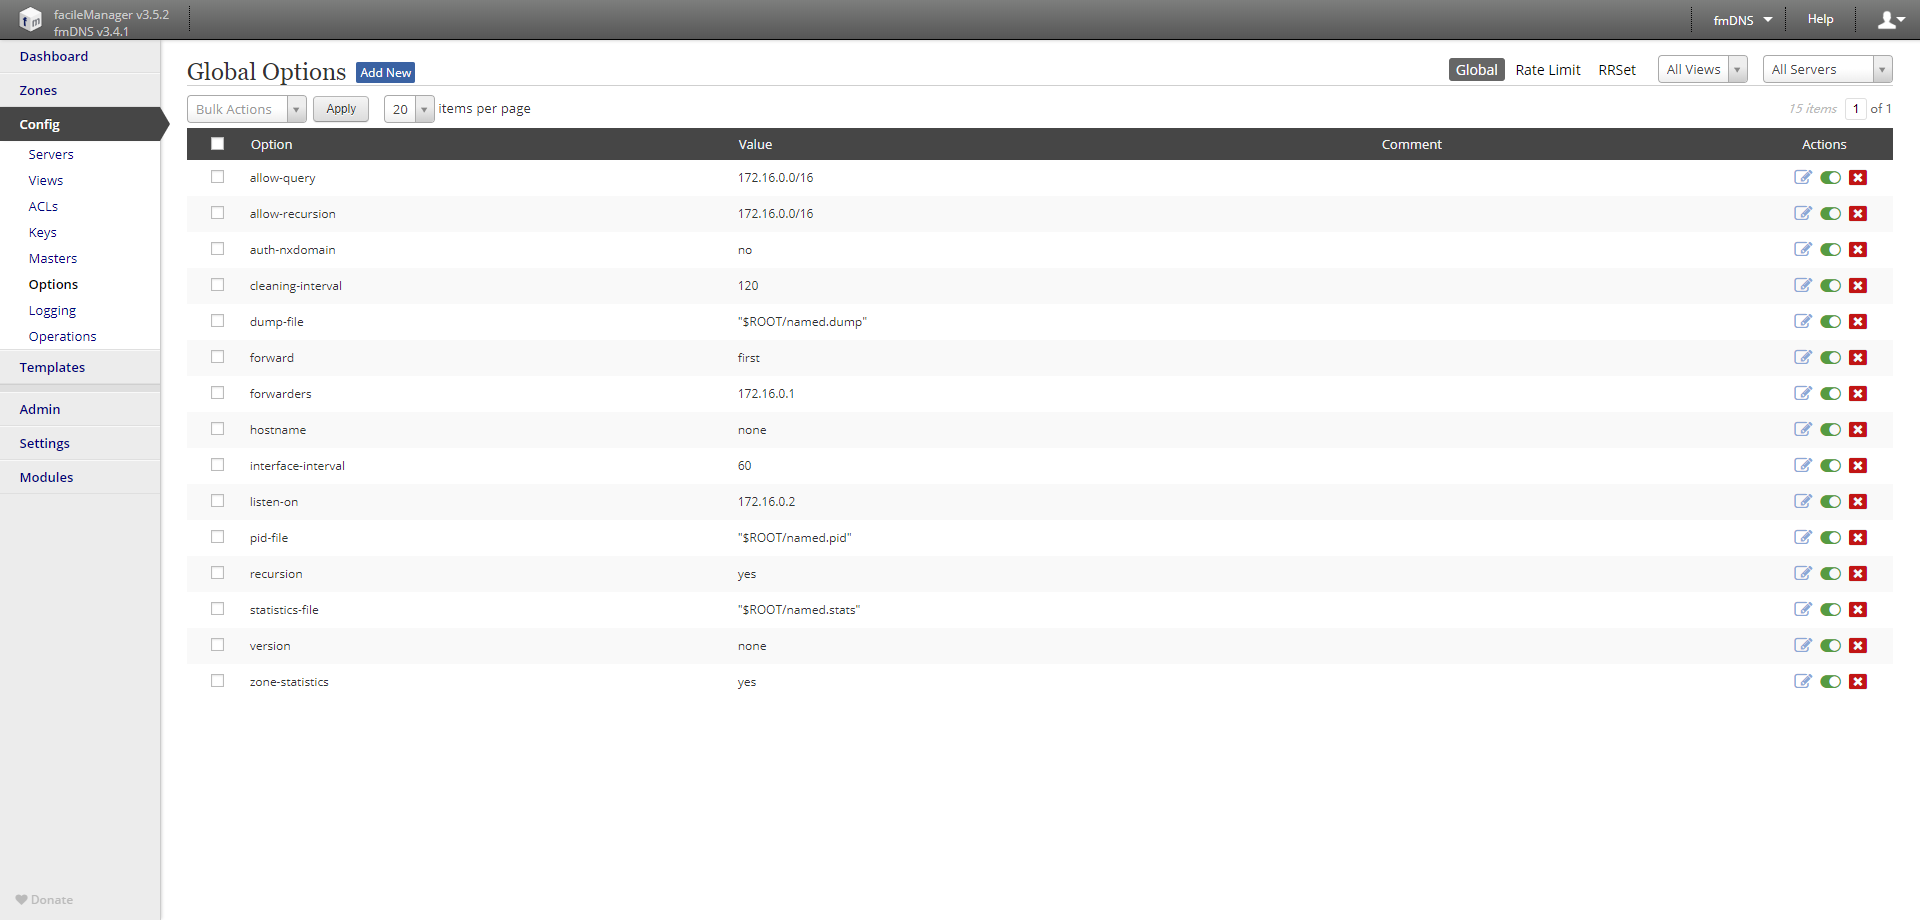 facileManager v3.5.2
fmDNS v3.4.1
fm
fmDNS
Help
Dashboard
Zones
Config
Servers
Views
ACLs
Keys
Masters
Options
Logging
Operations
Templates
Admin
Settings
Modules
Donate
Global Options Add New
Global Rate Limit RRSet All Views All Servers
Bulk Actions Apply 20 items per page 15 items 1 of 1
Option Value Comment Actions
allow-query 172.16.0.0/16
allow-recursion 172.16.0.0/16
auth-nxdomain no
cleaning-interval 120
dump-file "$ROOT/named.dump"
forward first
forwarders 172.16.0.1
hostname none
interface-interval 60
listen-on 172.16.0.2
pid-file "$ROOT/named.pid"
recursion yes
statistics-file "$ROOT/named.stats"
version none
zone-statistics yes